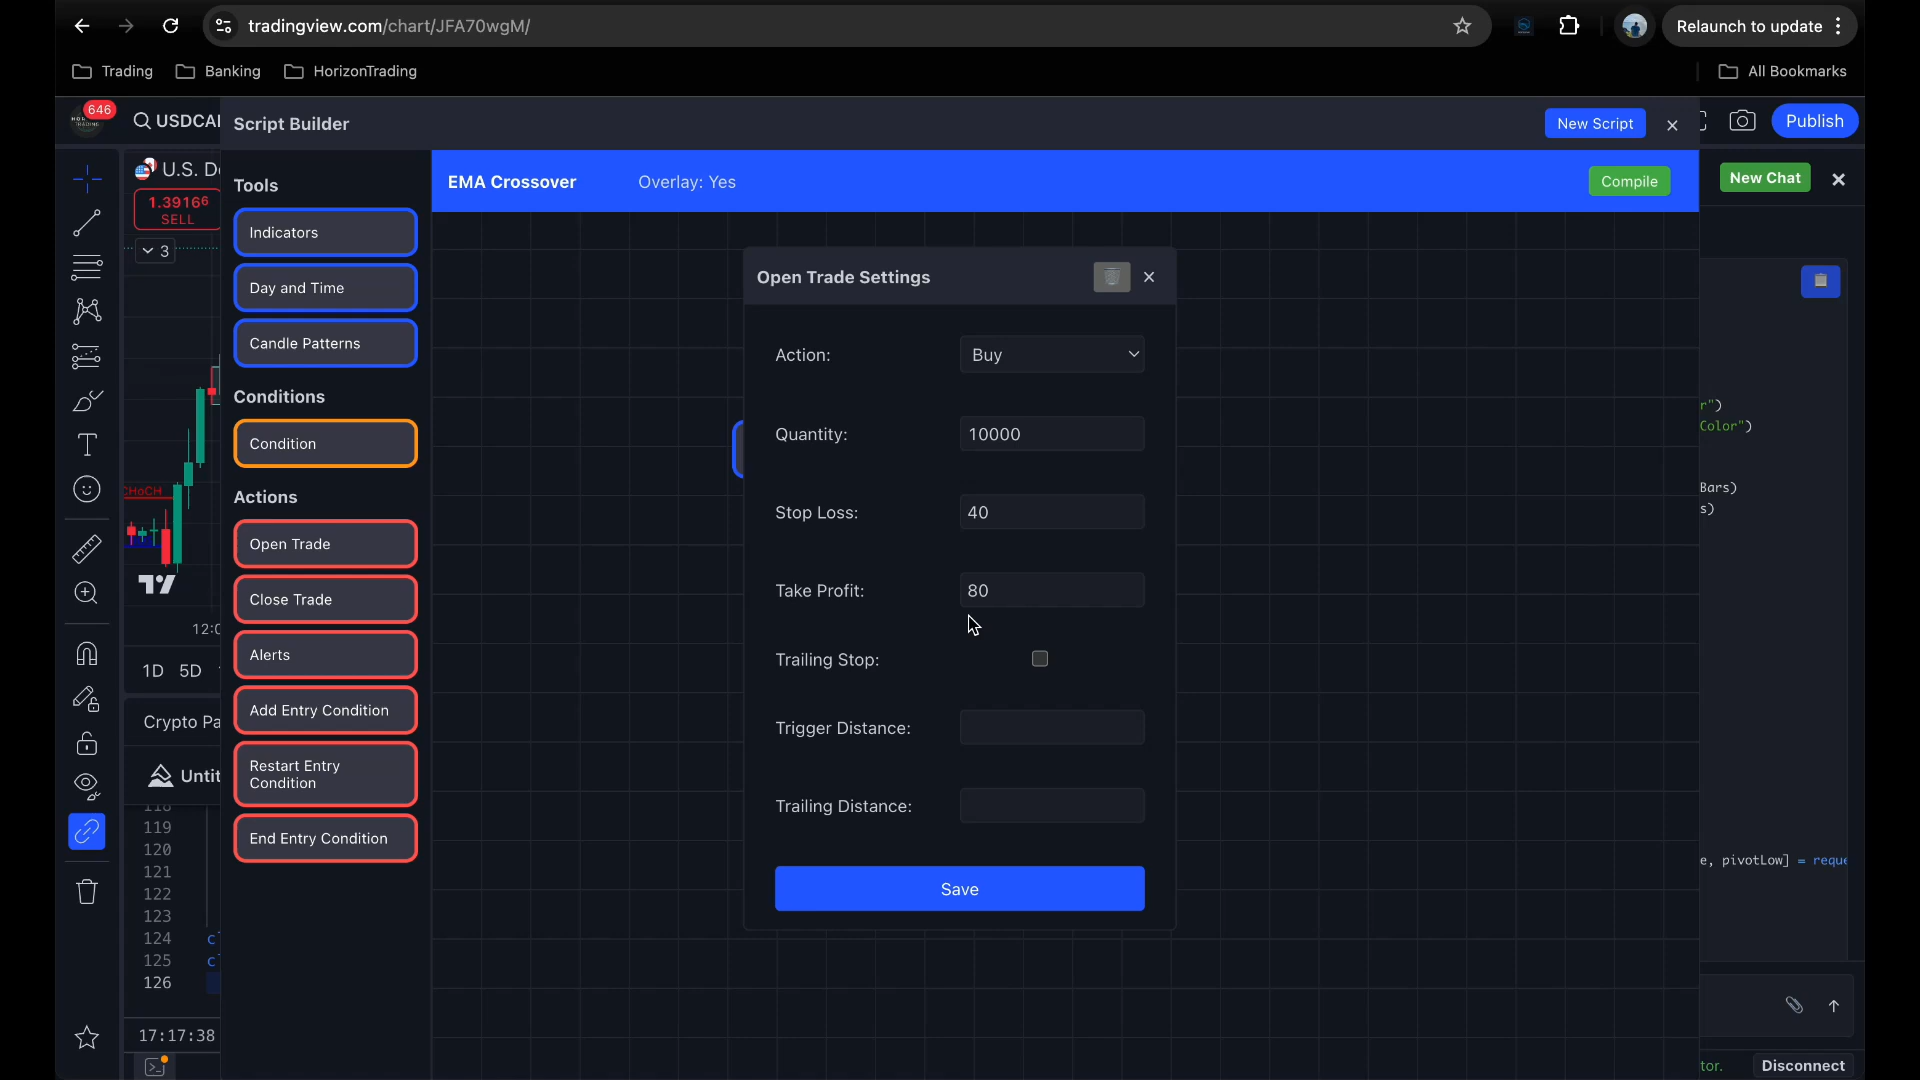 tradingview.com/chart/JFA70wgM/
Relaunch to update
Trading
Banking
HorizonTrading
All Bookmarks
646
USDCA
Script Builder
New Script
Publish
U.S. D
1.39166
SELL
3
Tools
EMA Crossover
Overlay: Yes
Compile
New Chat
Indicators
Day and Time
Candle Patterns
Conditions
Condition
Actions
Open Trade
Close Trade
Alerts
Add Entry Condition
Restart Entry
Condition
End Entry Condition
Open Trade Settings
Action:
Buy
Quantity:
10000
Stop Loss:
40
Take Profit:
80
Trailing Stop:
Trigger Distance:
Trailing Distance:
Save
r")
Color")
Bars)
s)
e, pivotLow] = reque
CHoCH
12:0
1D 5D
Crypto Pa
Untit
118
119
120
121
122
123
124
125
126
17:17:38
tor.
Disconnect